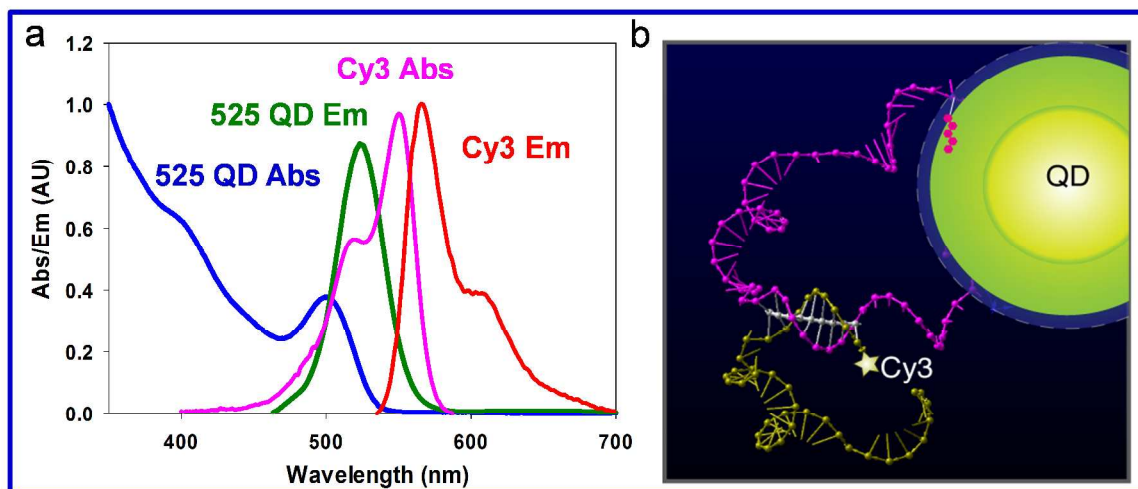 a
1.2
1.0
0.8
0.6
0.4
0.2
0.0
Abs/Em (AU)
Cy3 Abs
525 QD Em
Cy3 Em
525 QD Abs
400 500 600 700
Wavelength (nm)
b
QD
Cy3